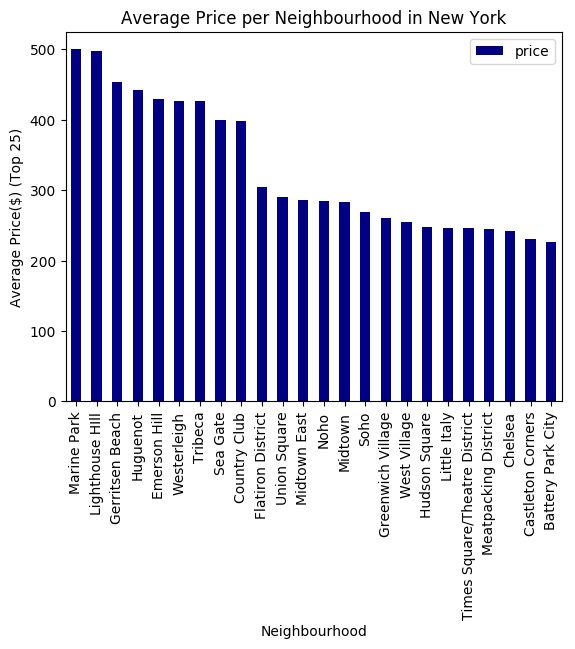 Average Price per Neighbourhood in New York
price
Average Price($) (Top 25)
500
400
300
200
100
0
Marine Park
Lighthouse HIll
Gerritsen Beach
Huguenot
Emerson Hill
Westerleigh
Tribeca
Sea Gate
Country Club
Flatiron District
Union Square
Midtown East
Noho
Midtown
Soho
Greenwich Village
West Village
Hudson Square
Little Italy
Times Square/Theatre District
Meatpacking District
Chelsea
Castleton Corners
Battery Park City
Neighbourhood